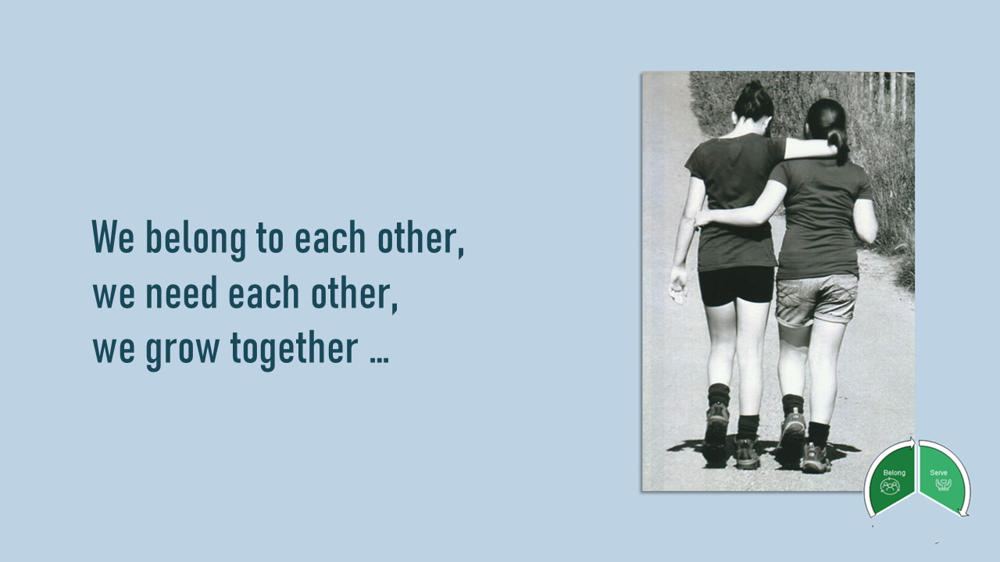 We belong to each other,
we need each other,
we grow together ...
Belong
Serve